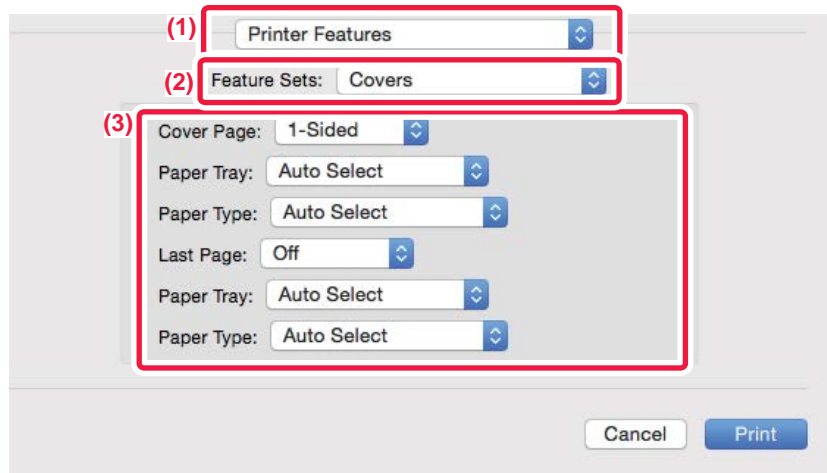 (1) Printer Features
(2) Feature Sets: Covers
(3)
Cover Page: 1-Sided
Paper Tray: Auto Select
Paper Type: Auto Select
Last Page: Off
Paper Tray: Auto Select
Paper Type: Auto Select
Cancel Print